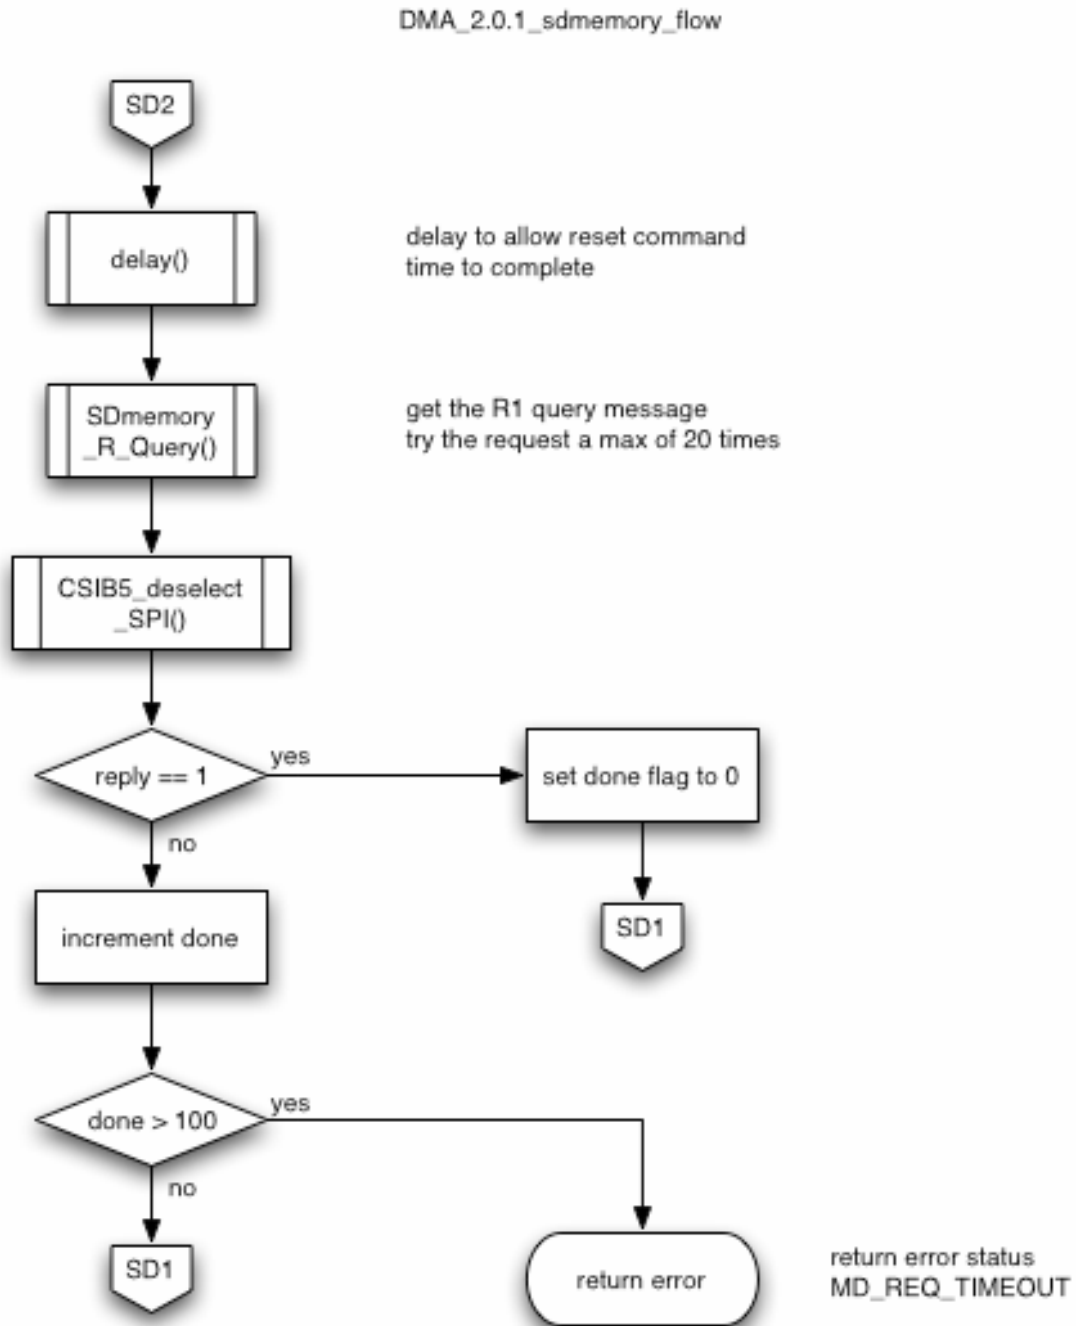 DMA_2.0.1_sdmemory_flow
SD2
delay()
delay to allow reset command
time to complete
SDmemory
_R_Query()
get the R1 query message
try the request a max of 20 times
CSIB5_deselect
_SPI()
reply == 1
yes
set done flag to 0
no
SD1
increment done
done > 100
yes
no
SD1
return error
return error status
MD_REQ_TIMEOUT